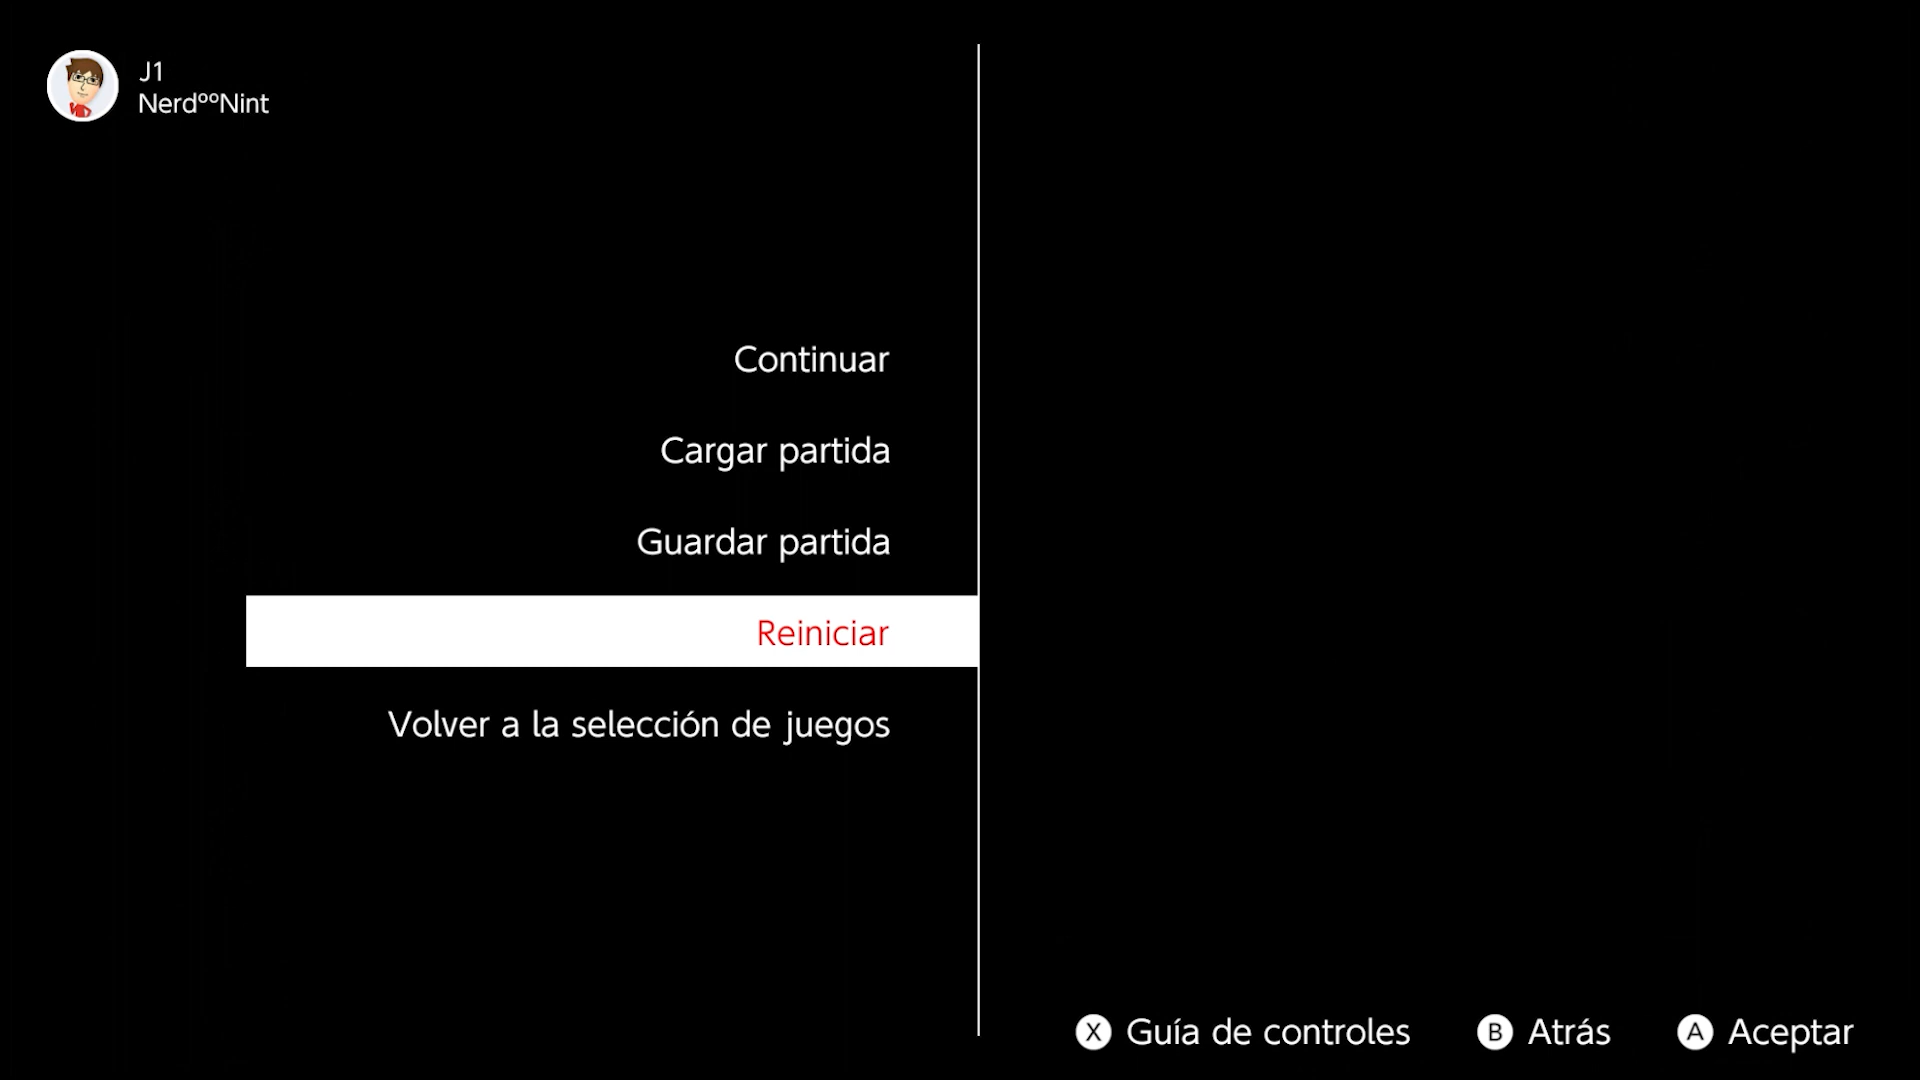 J1
Nerd°°Nint
Continuar
Cargar partida
Guardar partida
Reiniciar
Volver a la selección de juegos
X Guía de controles B Atrás A Aceptar